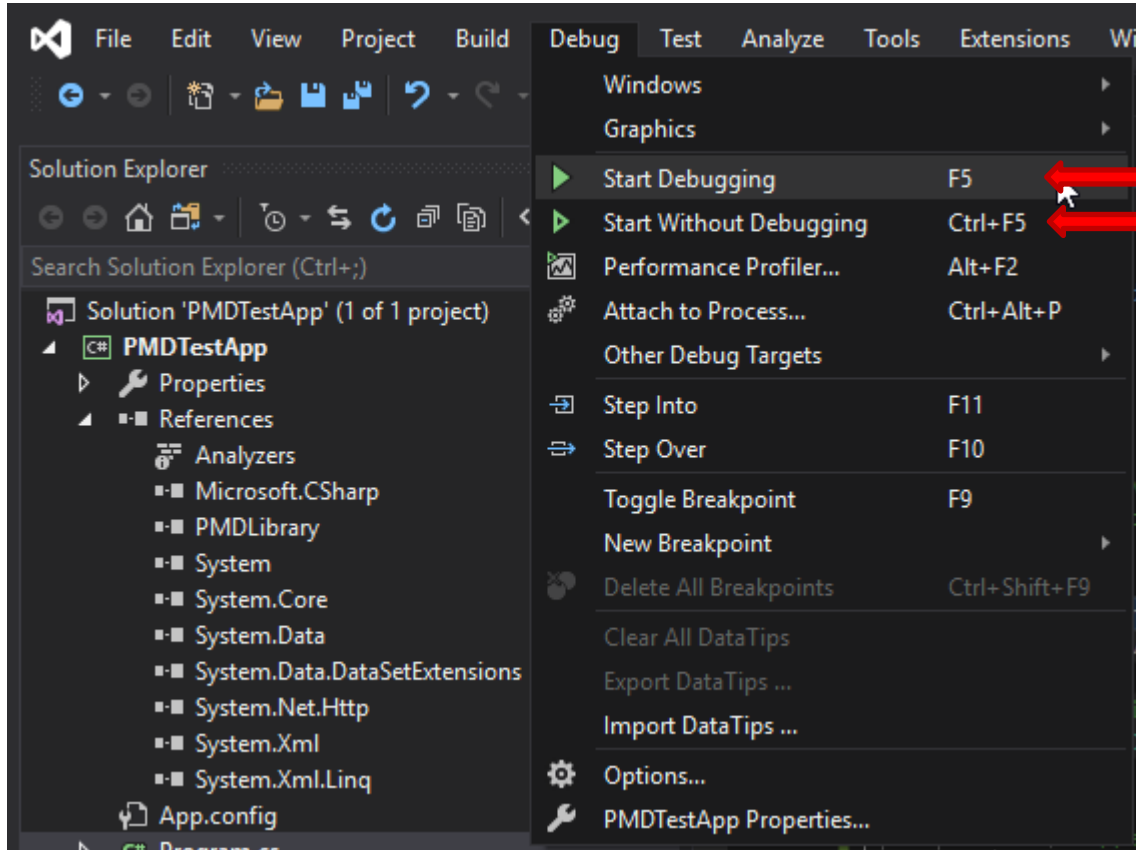 File Edit View Project Build Debug Test Analyze Tools Extensions
Solution Explorer
Search Solution Explorer (Ctrl+;)
Solution 'PMDTestApp' (1 of 1 project)
C# PMDTestApp
Properties
References
Analyzers
Microsoft.CSharp
PMDLibrary
System
System.Core
System.Data
System.Data.DataSetExtensions
System.Net.Http
System.Xml
System.Xml.Linq
App.config
Windows
Graphics
Start Debugging F5
Start Without Debugging Ctrl+F5
Performance Profiler... Alt+F2
Attach to Process... Ctrl+Alt+P
Other Debug Targets
Step Into F11
Step Over F10
Toggle Breakpoint F9
New Breakpoint
Delete All Breakpoints Ctrl+Shift+F9
Clear All DataTips
Export DataTips ...
Import DataTips ...
Options...
PMDTestApp Properties...